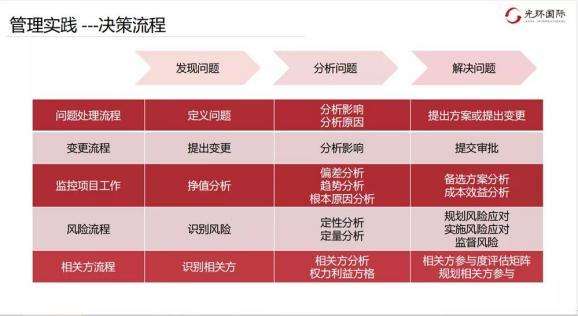 管理实践 ---决策流程
光环国际
发现问题
分析问题
解决问题
问题处理流程
定义问题
分析影响
分析原因
提出方案或提出变更
变更流程
提出变更
分析影响
提交审批
监控项目工作
挣值分析
偏差分析
趋势分析
根本原因分析
备选方案分析
成本效益分析
风险流程
识别风险
定性分析
定量分析
规划风险应对
实施风险应对
监督风险
相关方流程
识别相关方
相关方分析
权力利益方格
相关方参与度评估矩阵
规划相关方参与